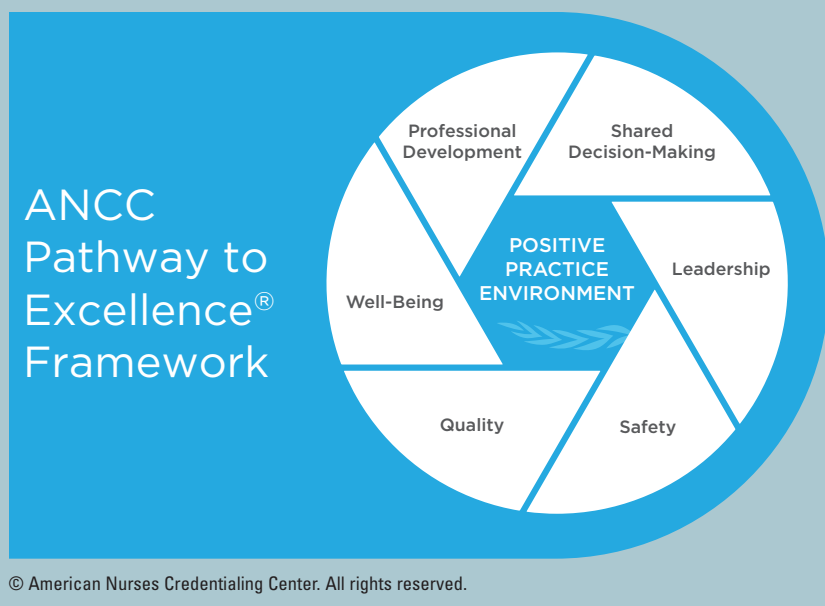 ANCC
Pathway to
Excellence®
Framework
Professional
Development
Shared
Decision-Making
POSITIVE
PRACTICE
ENVIRONMENT
Leadership
Well-Being
Quality
Safety
© American Nurses Credentialing Center. All rights reserved.